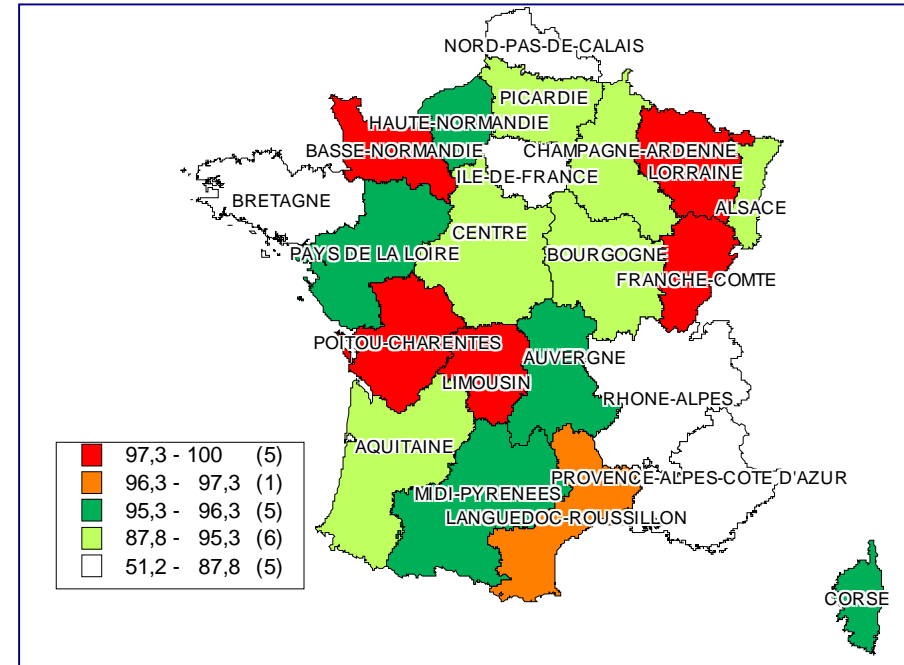 NORD-PAS-DE-CALAIS
PICARDIE
HAUTE-NORMANDIE
BASSE-NORMANDIE
CHAMPAGNE-ARDENNE
LORRAINE
ILE-DE-FRANCE
ALSACE
BRETAGNE
CENTRE
PAYS DE LA LOIRE
BOURGOGNE
FRANCHE-COMTE
POITOU-CHARENTES
AUVERGNE
LIMOUSIN
RHONE-ALPES
AQUITAINE
PROVENCE-ALPES-COTE D'AZUR
MIDI-PYRENEES
LANGUEDOC-ROUSSILLON
CORSE
97,3 - 100 (5)
96,3 - 97,3 (1)
95,3 - 96,3 (5)
87,8 - 95,3 (6)
51,2 - 87,8 (5)